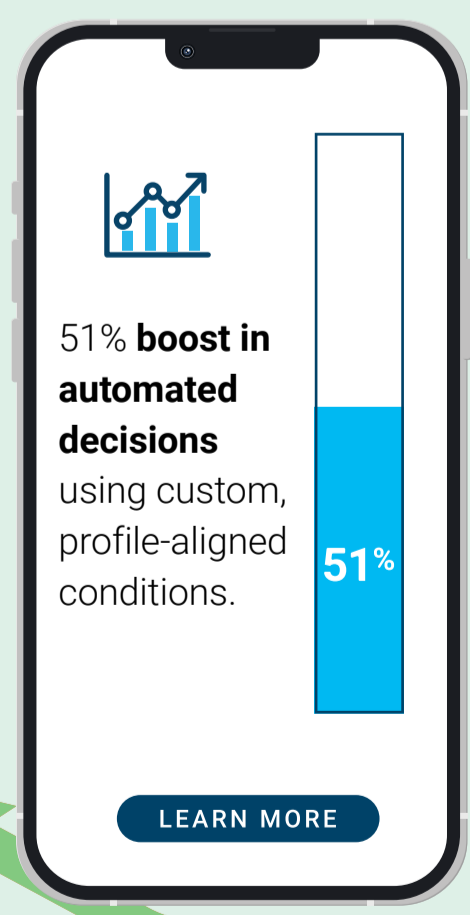 51% boost in
automated
decisions
using custom,
profile-aligned
conditions.
51%
LEARN MORE